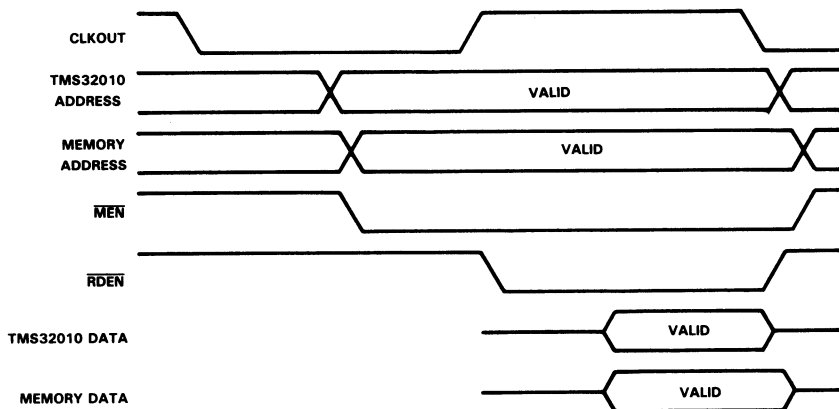 CLKOUT
TMS32010
ADDRESS
VALID
MEMORY
ADDRESS
VALID
MEN
RDEN
TMS32010 DATA
VALID
MEMORY DATA
VALID